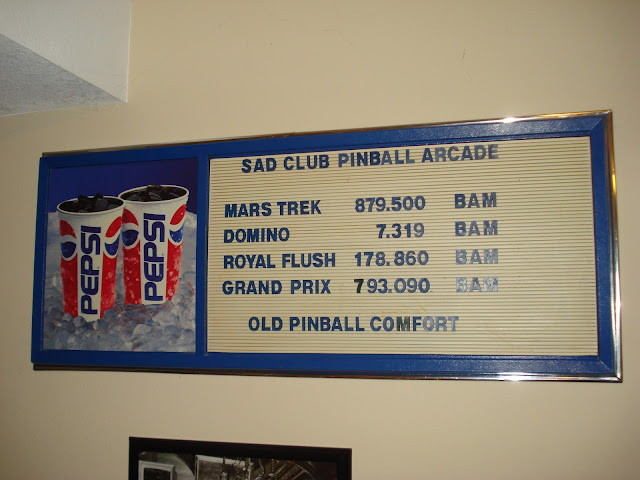 SAD CLUB PINBALL ARCADE
MARS TREK 879.500 BAM
DOMINO 7.319 BAM
ROYAL FLUSH 178.860 BAM
GRAND PRIX 793.090 BAM
OLD PINBALL COMFORT
PEPSI
PEPSI